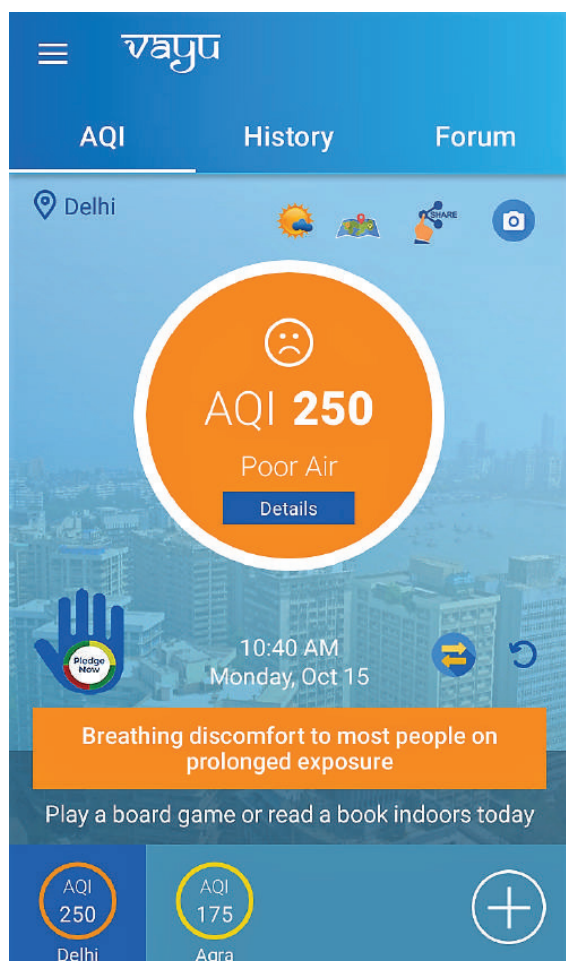 vayu
AQI History Forum
Delhi
SHARE
AQI 250
Poor Air
Details
Pledge
Now
10:40 AM
Monday, Oct 15
Breathing discomfort to most people on
prolonged exposure
Play a board game or read a book indoors today
AQI
250
Delhi
AQI
175
Agra